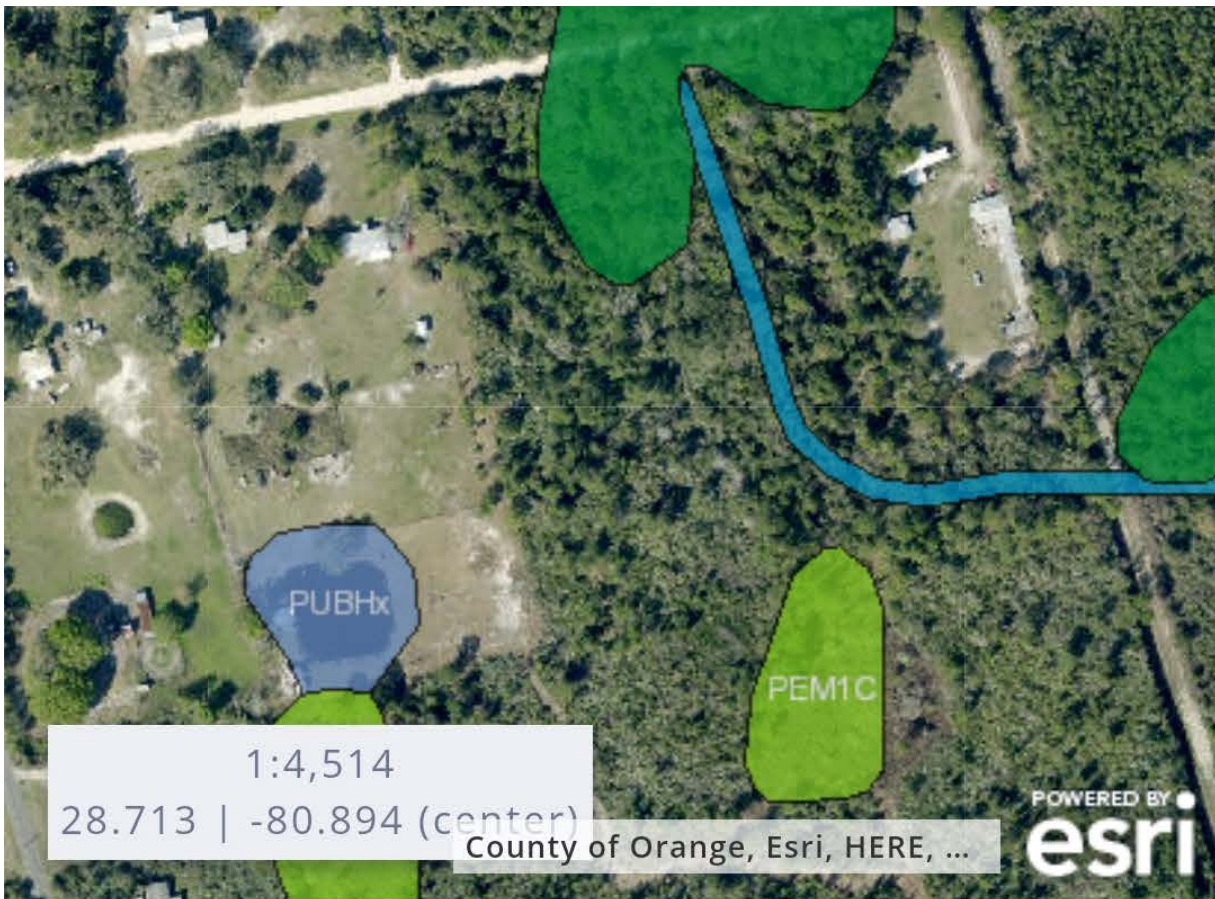 PUBHx
PEM1C
1:4,514
28.713 | -80.894 (center)
POWERED BY
esri
County of Orange, Esri, HERE, ...